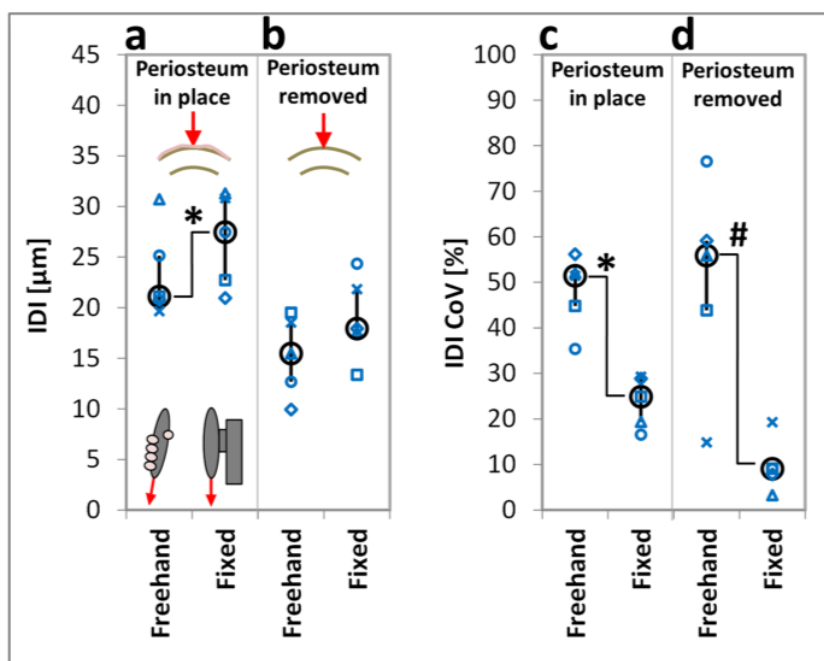 a
b
c
d
Periosteum
in place
Periosteum
removed
Periosteum
in place
Periosteum
removed
IDI [µm]
45
40
35
30
25
20
15
10
5
0
*
Freehand
Fixed
Freehand
Fixed
IDI CoV [%]
100
90
80
70
60
50
40
30
20
10
0
*
#
Freehand
Fixed
Freehand
Fixed